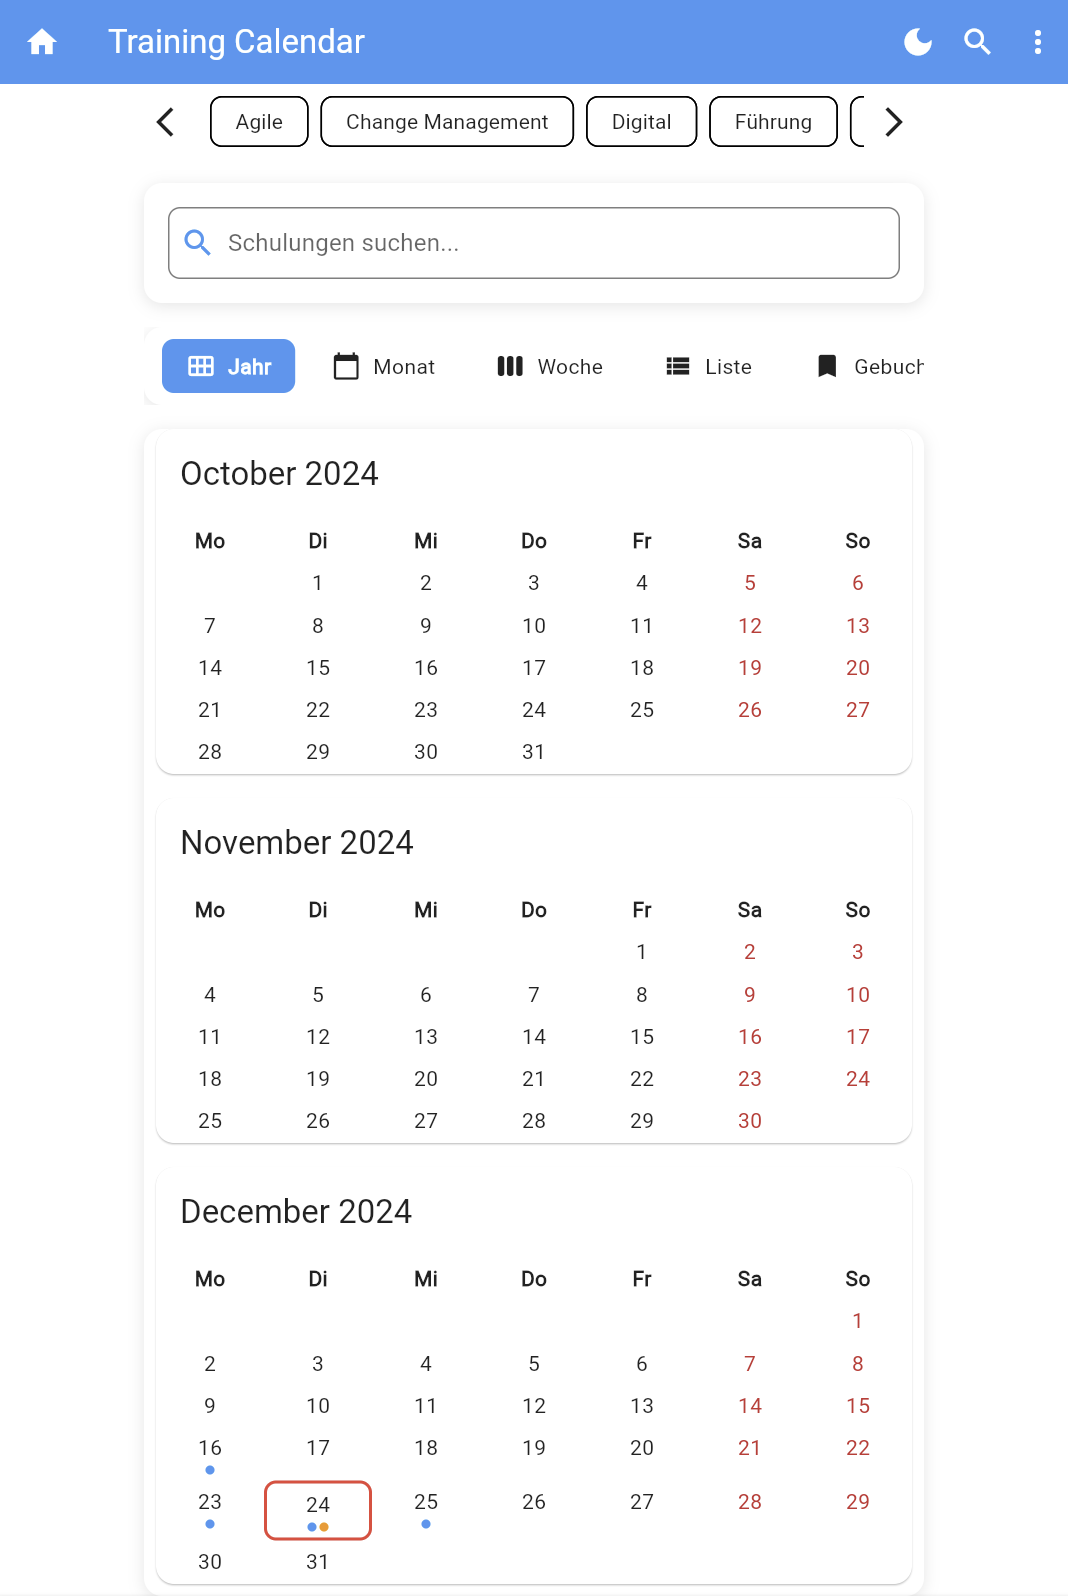 Training Calendar
Agile Change Management Digital Führung
Schulungen suchen...
Jahr Monat Woche Liste Gebuch
October 2024
Mo Di Mi Do Fr Sa So
1 2 3 4 5 6
7 8 9 10 11 12 13
14 15 16 17 18 19 20
21 22 23 24 25 26 27
28 29 30 31
November 2024
Mo Di Mi Do Fr Sa So
1 2 3
4 5 6 7 8 9 10
11 12 13 14 15 16 17
18 19 20 21 22 23 24
25 26 27 28 29 30
December 2024
Mo Di Mi Do Fr Sa So
1
2 3 4 5 6 7 8
9 10 11 12 13 14 15
16 17 18 19 20 21 22
23 24 25 26 27 28 29
30 31